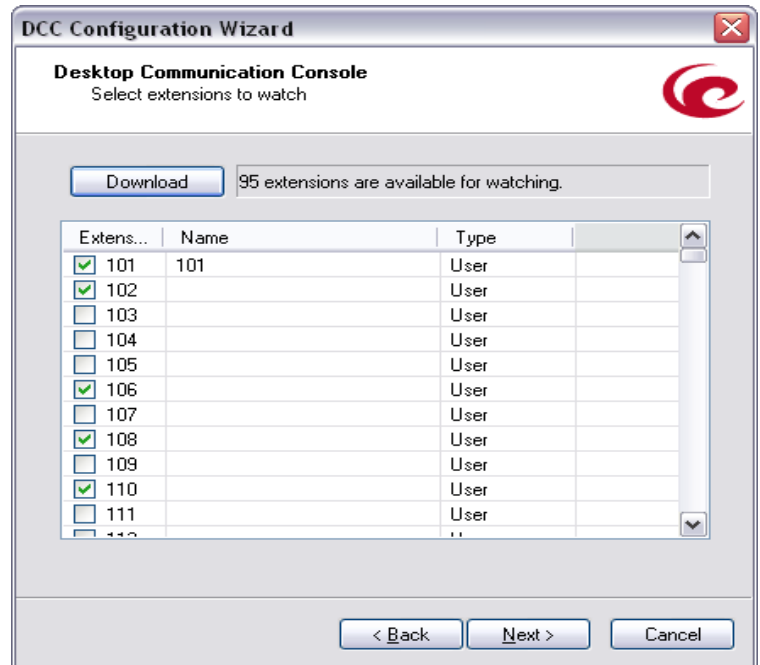 DCC Configuration Wizard
Desktop Communication Console
Select extensions to watch
Download 95 extensions are available for watching.
Extens... Name Type
101 101 User
102 User
103 User
104 User
105 User
106 User
107 User
108 User
109 User
110 User
111 User
< Back Next > Cancel